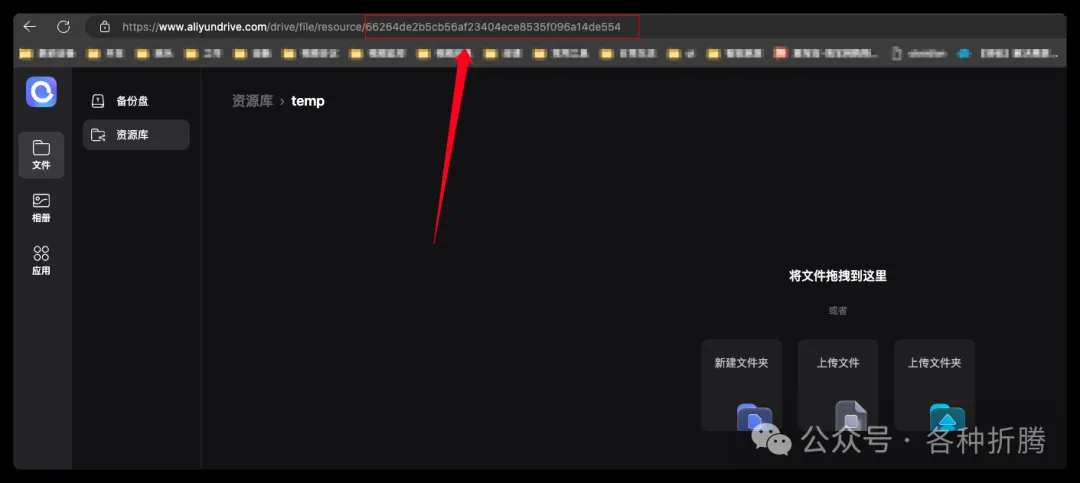 https://www.aliyundrive.com/drive/file/resource/66264de2b5cb56af23404ece8535f096a14de554
备份盘
资源库 › temp
资源库
文件
相册
应用
将文件拖拽到这里
或者
新建文件夹
上传文件
上传文件夹
公众号 · 各种折腾